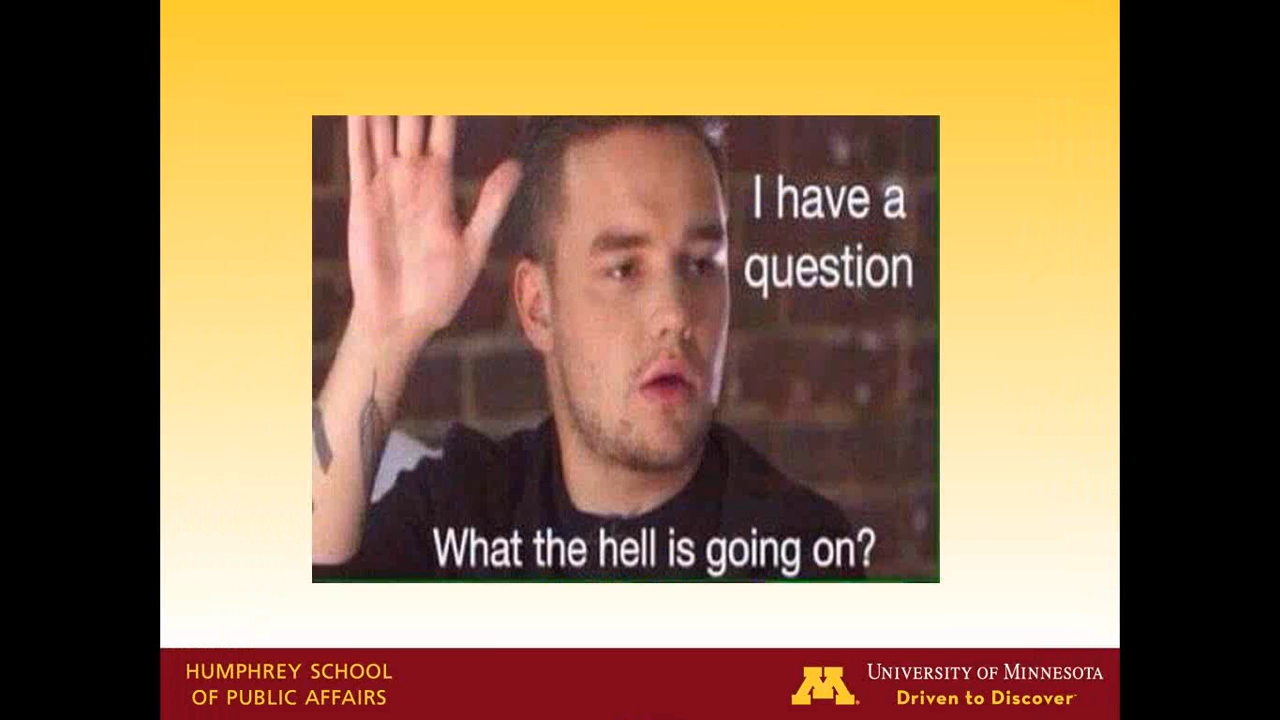 I have a
question
What the hell is going on?
HUMPHREY SCHOOL
OF PUBLIC AFFAIRS
M
UNIVERSITY OF MINNESOTA
Driven to Discover